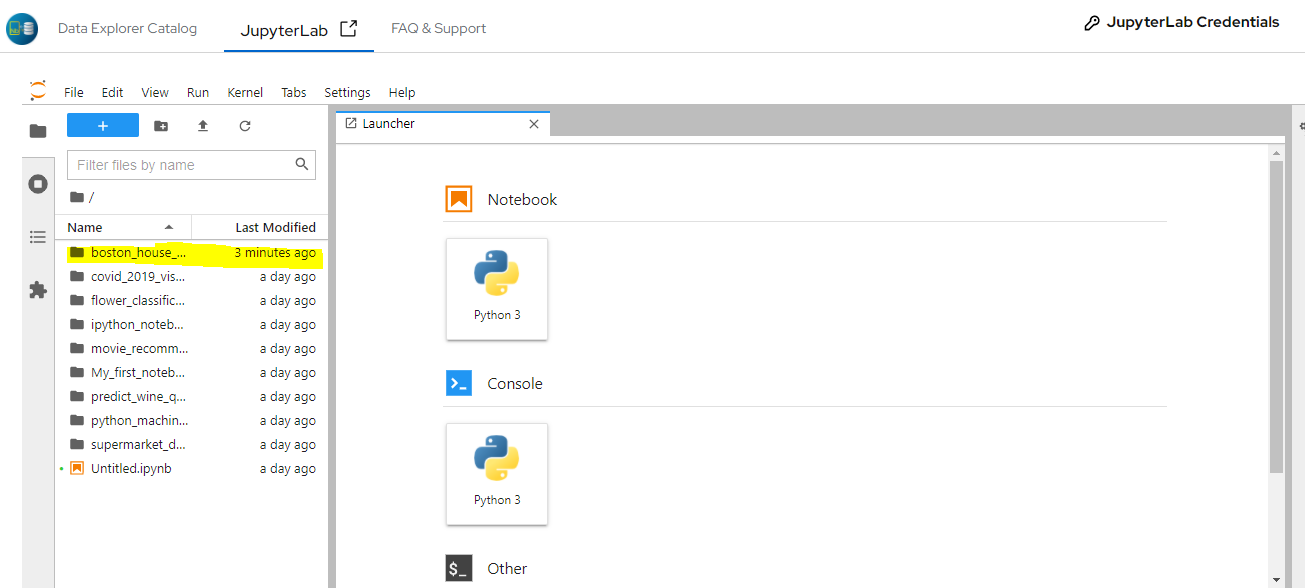 Data Explorer Catalog JupyterLab FAQ & Support JupyterLab Credentials
File Edit View Run Kernel Tabs Settings Help
+
Launcher
Filter files by name
/
Name Last Modified
boston_house_... 3 minutes ago
covid_2019_vis... a day ago
flower_classific... a day ago
ipython_noteb... a day ago
movie_recomm... a day ago
My_first_noteb... a day ago
predict_wine_q... a day ago
python_machin... a day ago
supermarket_d... a day ago
Untitled.ipynb a day ago
Notebook
Python 3
Console
Python 3
$_ Other